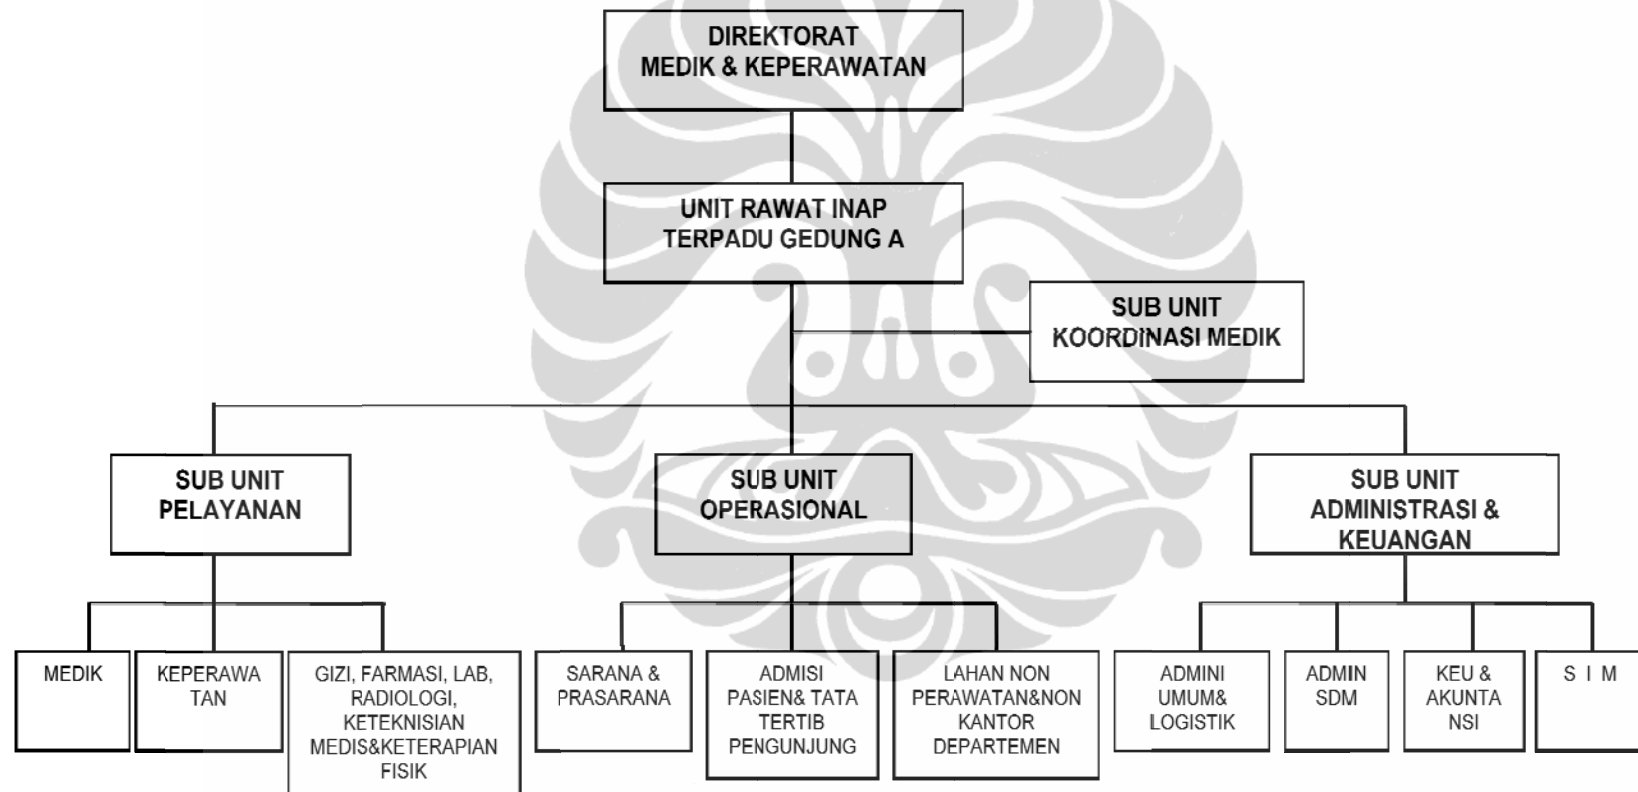 DIREKTORAT
MEDIK & KEPERAWATAN
UNIT RAWAT INAP
TERPADU GEDUNG A
SUB UNIT
KOORDINASI MEDIK
SUB UNIT
PELAYANAN
SUB UNIT
OPERASIONAL
SUB UNIT
ADMINISTRASI &
KEUANGAN
MEDIK
KEPERAWA
TAN
GIZI, FARMASI, LAB,
RADIOLOGI,
KETEKNISIAN
MEDIS&KETERAPIAN
FISIK
SARANA &
PRASARANA
ADMISI
PASIEN& TATA
TERTIB
PENGUNJUNG
LAHAN NON
PERAWATAN&NON
KANTOR
DEPARTEMEN
ADMINI
UMUM&
LOGISTIK
ADMIN
SDM
KEU &
AKUNTA
NSI
S I M